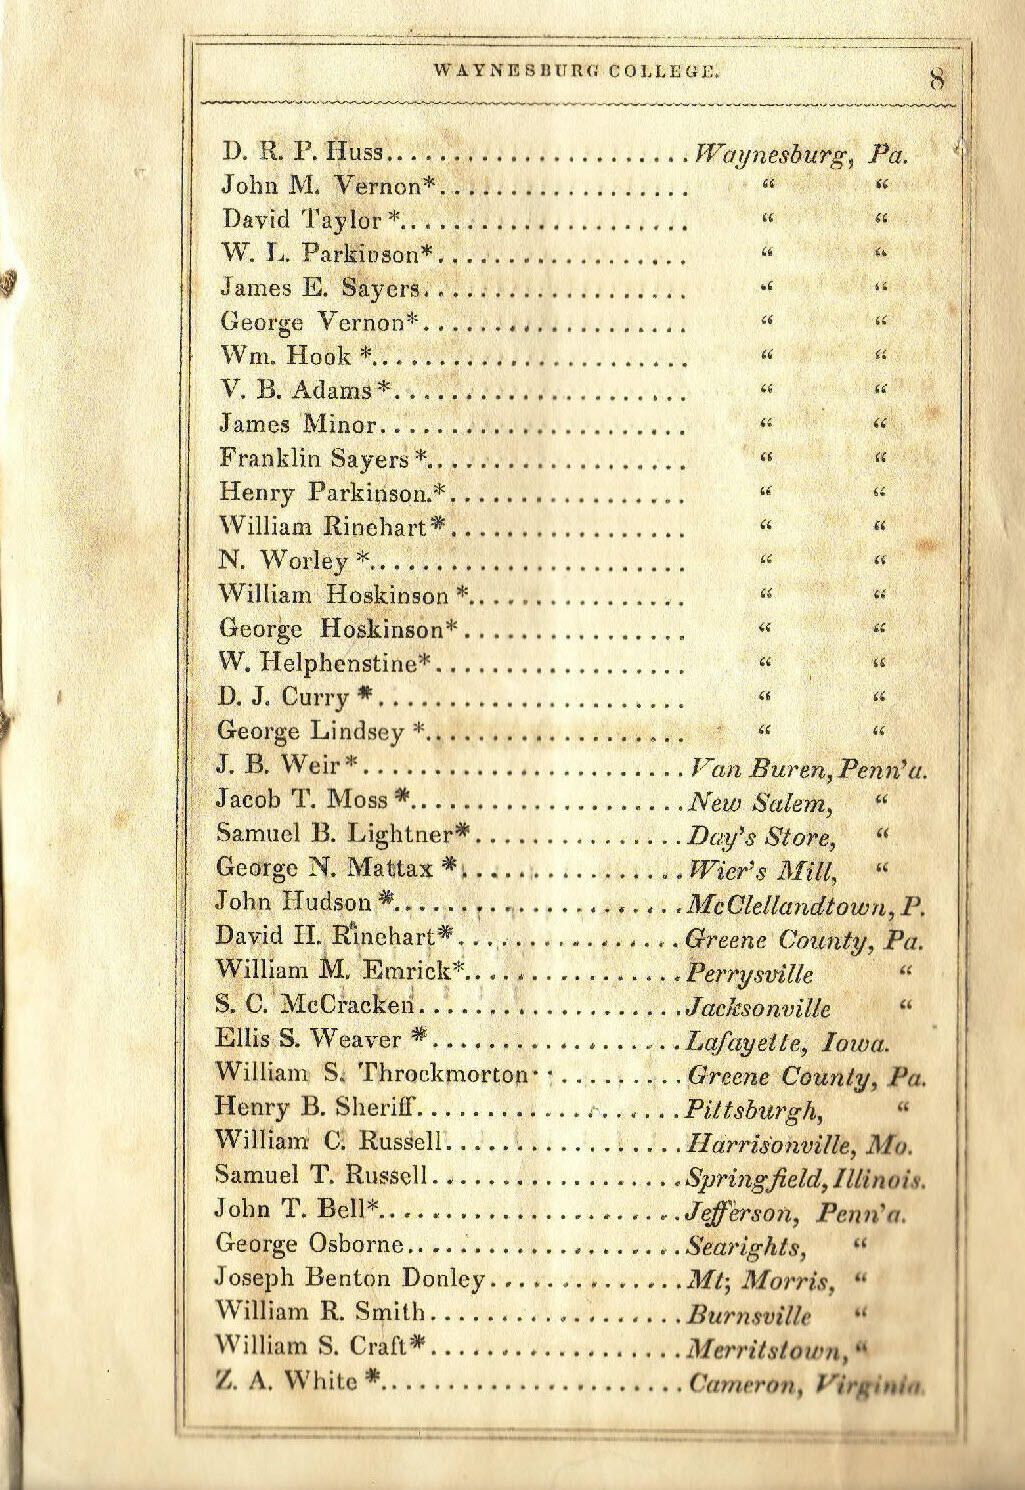 WAYNESBURG COLLEGE. 8
D. R. P. Huss....................... Waynesburg, Pa.
John M. Vernon*................... “ “
David Taylor*..................... “ “
W. L. Parkinson*.................. “ “
James E. Sayers................... “ “
George Vernon*.................... “ “
Wm. Hook *........................ “ “
V. B. Adams*...................... “ “
James Minor....................... “ “
Franklin Sayers*.................. “ “
Henry Parkinson.*................. “ “
William Rinehart*................. “ “
N. Worley *....................... “ “
William Hoskinson *............... “ “
George Hoskinson*................ “ “
W. Helphenstine*.................. “ “
D. J. Curry *...................... “ “
George Lindsey *................... “ “
J. B. Weir*........................ Van Buren, Penn’a.
Jacob T. Moss *.................... New Salem, “
Samuel B. Lightner*................ Day’s Store, “
George N. Mattax *................. Wier’s Mill, “
John Hudson *...................... McClellandtown, P.
David H. Rinehart*................. Greene County, Pa.
William M. Emrick*................. Perrysville “
S. C. McCracken.................... Jacksonville “
Ellis S. Weaver *................... Lafayette, Iowa.
William S. Throckmorton........... Greene County, Pa.
Henry B. Sheriff.................... Pittsburgh, “
William C. Russell.................. Harrisonville, Mo.
Samuel T. Russell................... Springfield, Illinois.
John T. Bell*....................... Jefferson, Penn’a.
George Osborne..................... Searights, “
Joseph Benton Donley............... Mt; Morris, “
William R. Smith.................... Burnsville “
William S. Craft*................... Merritstown, “
Z. A. White *....................... Cameron, Virginia.